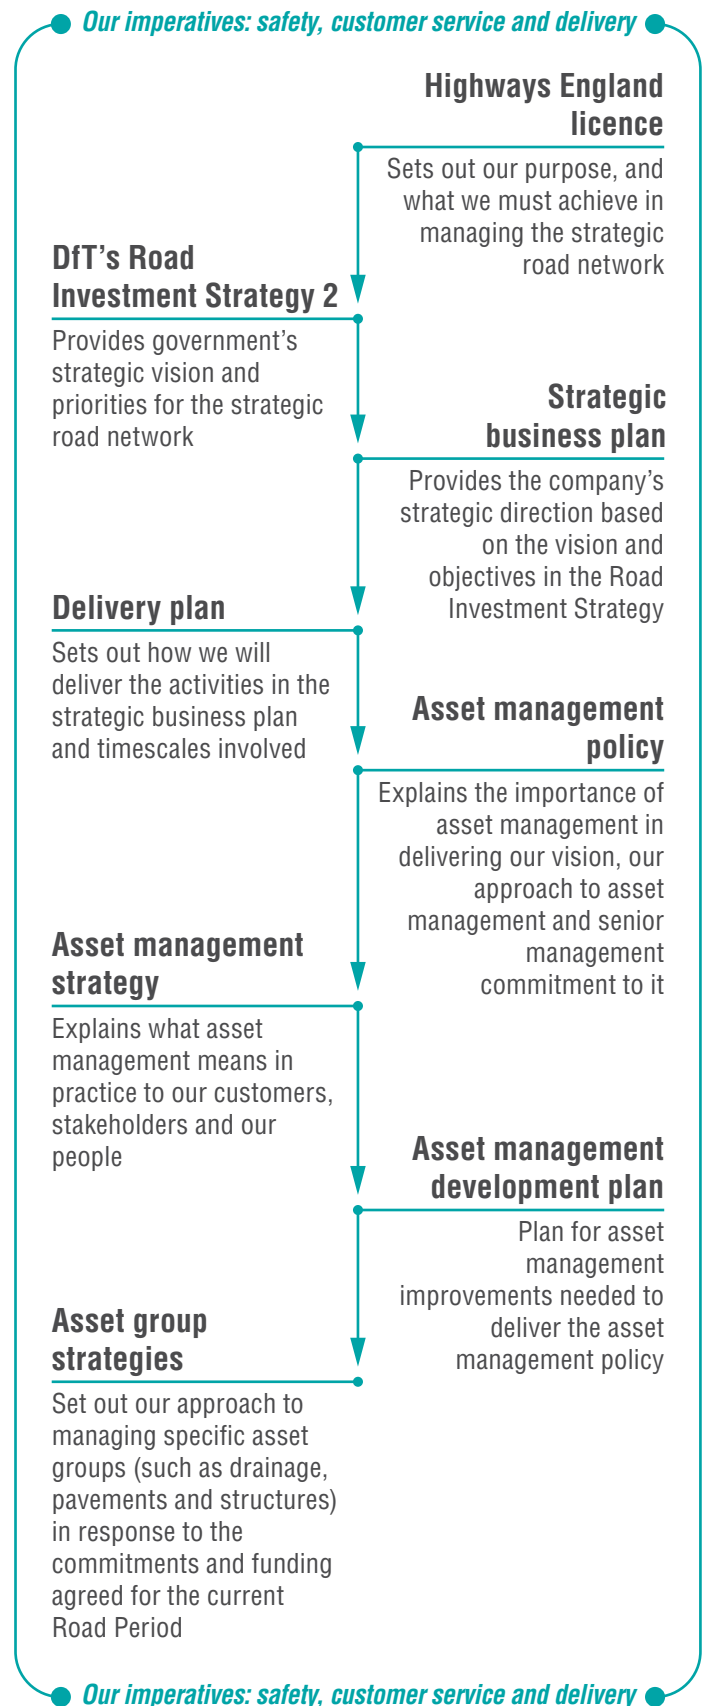 Our imperatives: safety, customer service and delivery
Highways England
licence
Sets out our purpose, and
what we must achieve in
managing the strategic
road network
DfT’s Road
Investment Strategy 2
Provides government’s
strategic vision and
priorities for the strategic
road network
Strategic
business plan
Provides the company’s
strategic direction based
on the vision and
objectives in the Road
Investment Strategy
Delivery plan
Sets out how we will
deliver the activities in the
strategic business plan
and timescales involved
Asset management
policy
Explains the importance of
asset management in
delivering our vision, our
approach to asset
management and senior
management
commitment to it
Asset management
strategy
Explains what asset
management means in
practice to our customers,
stakeholders and our
people
Asset management
development plan
Plan for asset
management
improvements needed to
deliver the asset
management policy
Asset group
strategies
Set out our approach to
managing specific asset
groups (such as drainage,
pavements and structures)
in response to the
commitments and funding
agreed for the current
Road Period
Our imperatives: safety, customer service and delivery